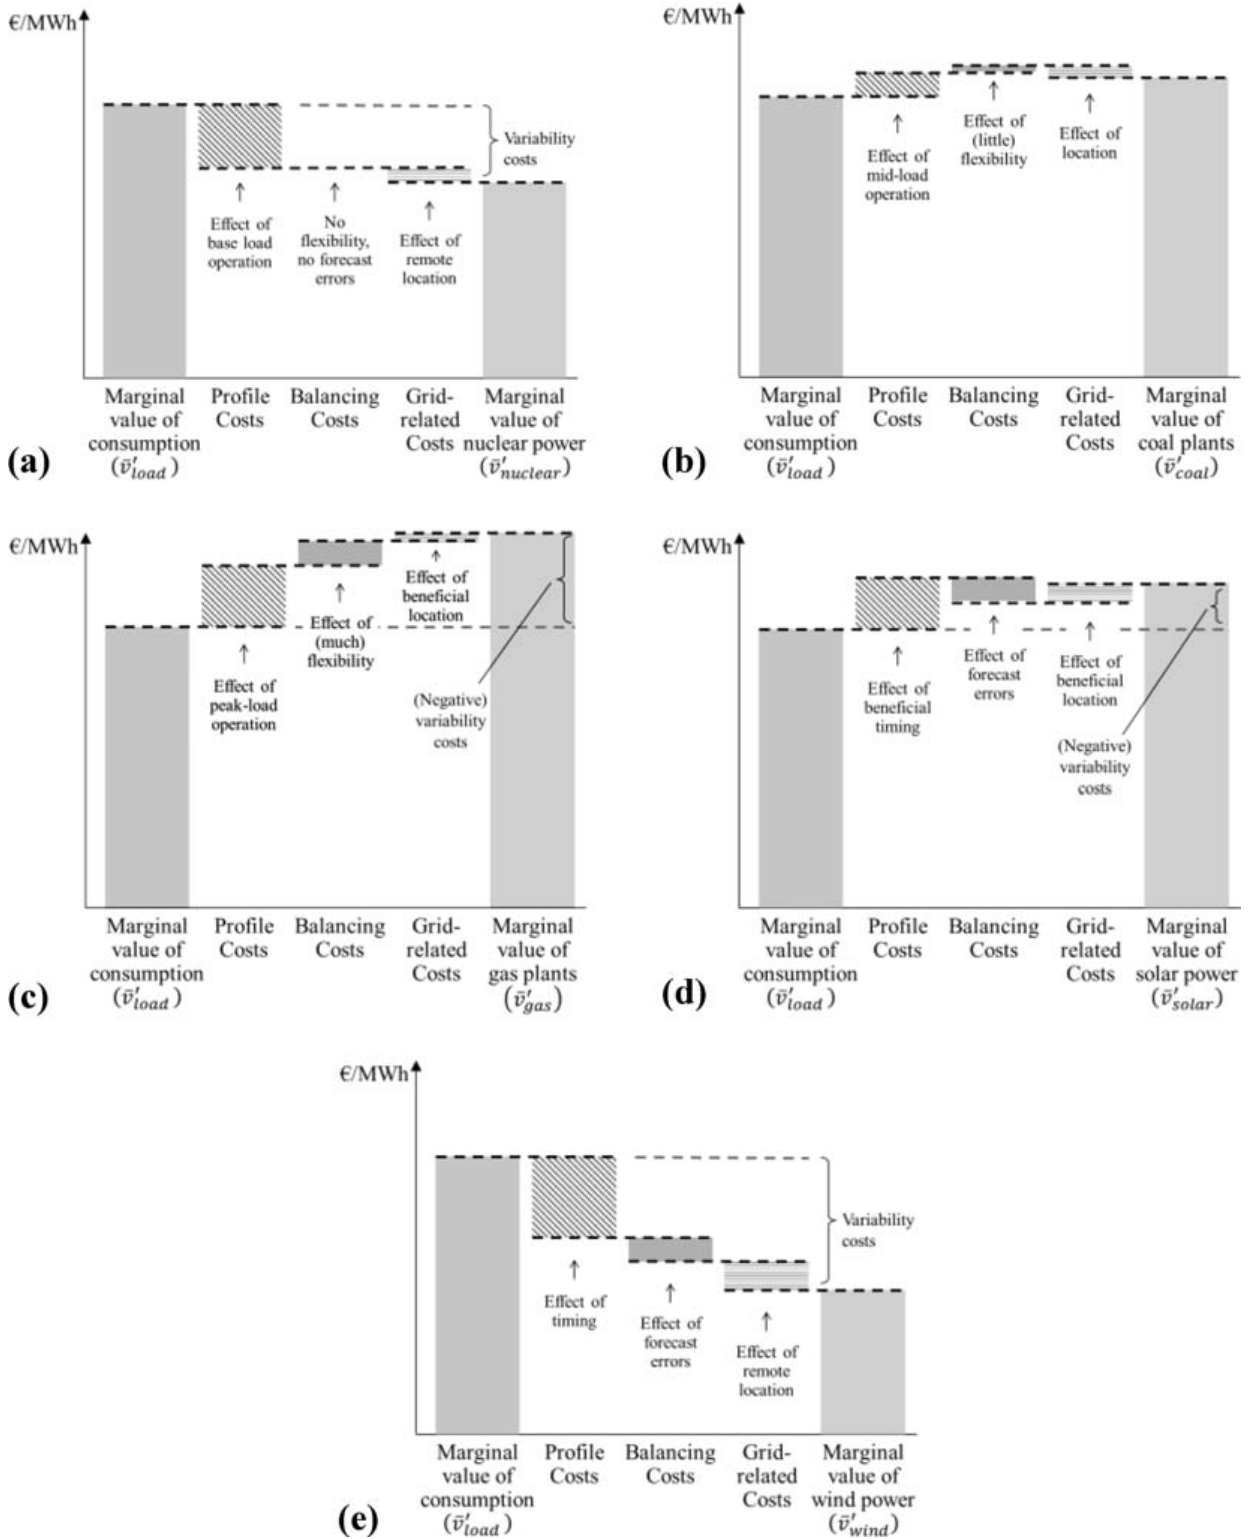 €/MWh
Variability
costs
Effect of
base load
operation
No
flexibility,
no forecast
errors
Effect of
remote
location
Marginal
value of
consumption
(v̄′load)
Profile
Costs
Balancing Costs
Grid-
related
Costs
Marginal
value of
nuclear power
(v̄′nuclear)
(a)
€/MWh
Effect of
mid-load
operation
Effect of
(little)
flexibility
Effect of
location
Marginal
value of
consumption
(v̄′load)
Profile
Costs
Balancing
Costs
Grid-
related
Costs
Marginal
value of
coal plants
(v̄′coal)
(b)
€/MWh
Effect of
peak-load
operation
Effect of
(much)
flexibility
Effect of
beneficial
location
(Negative)
variability
costs
Marginal
value of
consumption
(v̄′load)
Profile
Costs
Balancing
Costs
Grid-
related
Costs
Marginal
value of
gas plants
(v̄′gas)
(c)
€/MWh
Effect of
beneficial
timing
Effect of
forecast
errors
Effect of
beneficial
location
(Negative)
variability
costs
Marginal
value of
consumption
(v̄′load)
Profile
Costs
Balancing
Costs
Grid-
related
Costs
Marginal
value of
solar power
(v̄′solar)
(d)
€/MWh
Variability
costs
Effect of
timing
Effect of
forecast
errors
Effect of
remote
location
Marginal
value of
consumption
(v̄′load)
Profile
Costs
Balancing
Costs
Grid-
related
Costs
Marginal
value of
wind power
(v̄′wind)
(e)